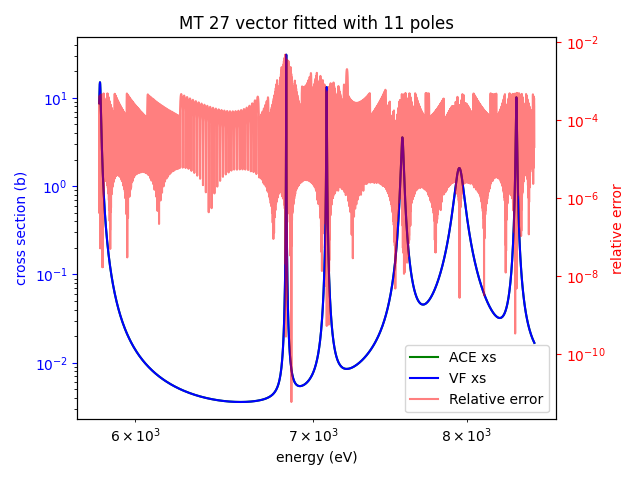 MT 27 vector fitted with 11 poles
cross section (b)
10¹
10⁰
10⁻¹
10⁻²
10⁻²
10⁻⁴
10⁻⁶
10⁻⁸
10⁻¹⁰
relative error
ACE xs
VF xs
Relative error
6 × 10³
7 × 10³
8 × 10³
energy (eV)